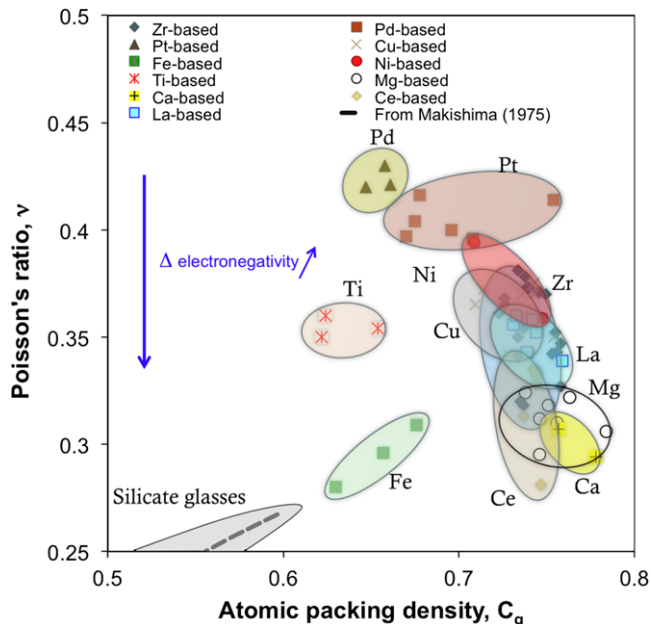 0.5
0.45
0.4
0.35
0.3
0.25
Poisson's ratio, ν
Zr-based
Pt-based
Fe-based
Ti-based
Ca-based
La-based
Pd-based
Cu-based
Ni-based
Mg-based
Ce-based
From Makishima (1975)
Pd
Pt
Δ electronegativity
Ni
Zr
Ti
Cu
La
Mg
Fe
Ce
Ca
Silicate glasses
0.5
0.6
0.7
0.8
Atomic packing density, Cg